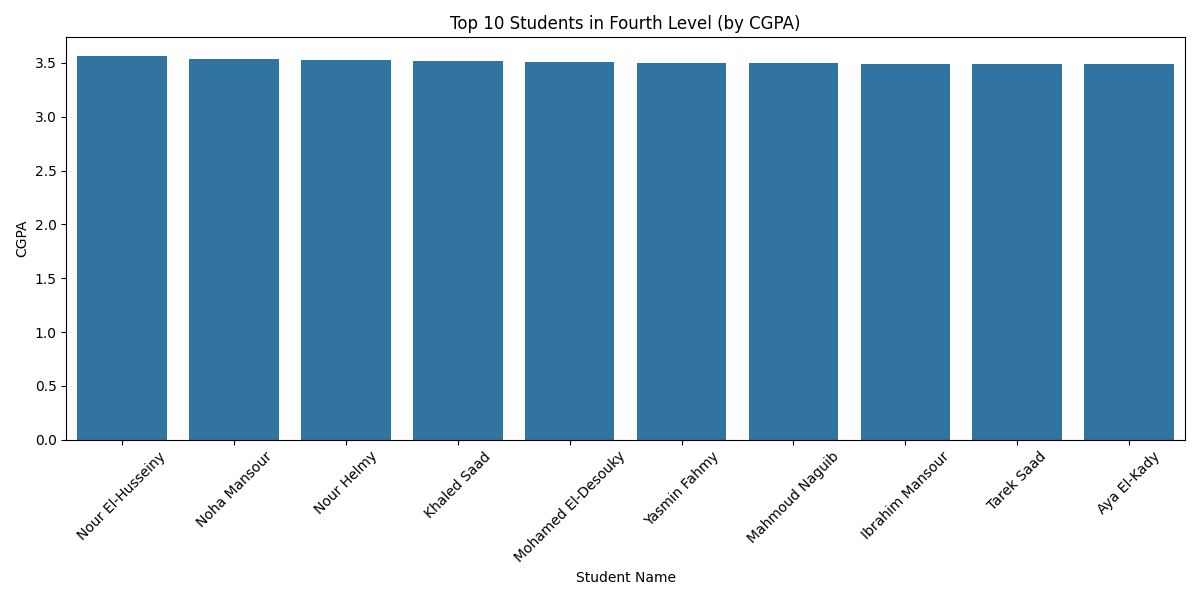 Top 10 Students in Fourth Level (by CGPA)
3.5
3.0
2.5
2.0
1.5
1.0
0.5
0.0
CGPA
Nour El-Husseiny
Noha Mansour
Nour Helmy
Khaled Saad
Mohamed El-Desouky
Yasmin Fahmy
Mahmoud Naguib
Ibrahim Mansour
Tarek Saad
Aya El-Kady
Student Name